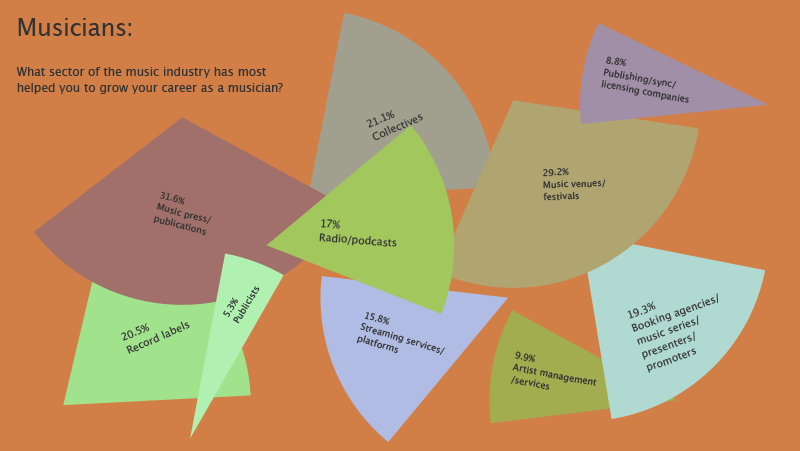 Musicians:
What sector of the music industry has most
helped you to grow your career as a musician?
8.8%
Publishing/sync/
licensing companies
21.1%
Collectives
29.2%
Music venues/
festivals
31.6%
Music press/
publications
17%
Radio/podcasts
5.3%
Publicists
20.5%
Record labels
15.8%
Streaming services/
platforms
19.3%
Booking agencies/
music series/
presenters/
promoters
9.9%
Artist management
/services